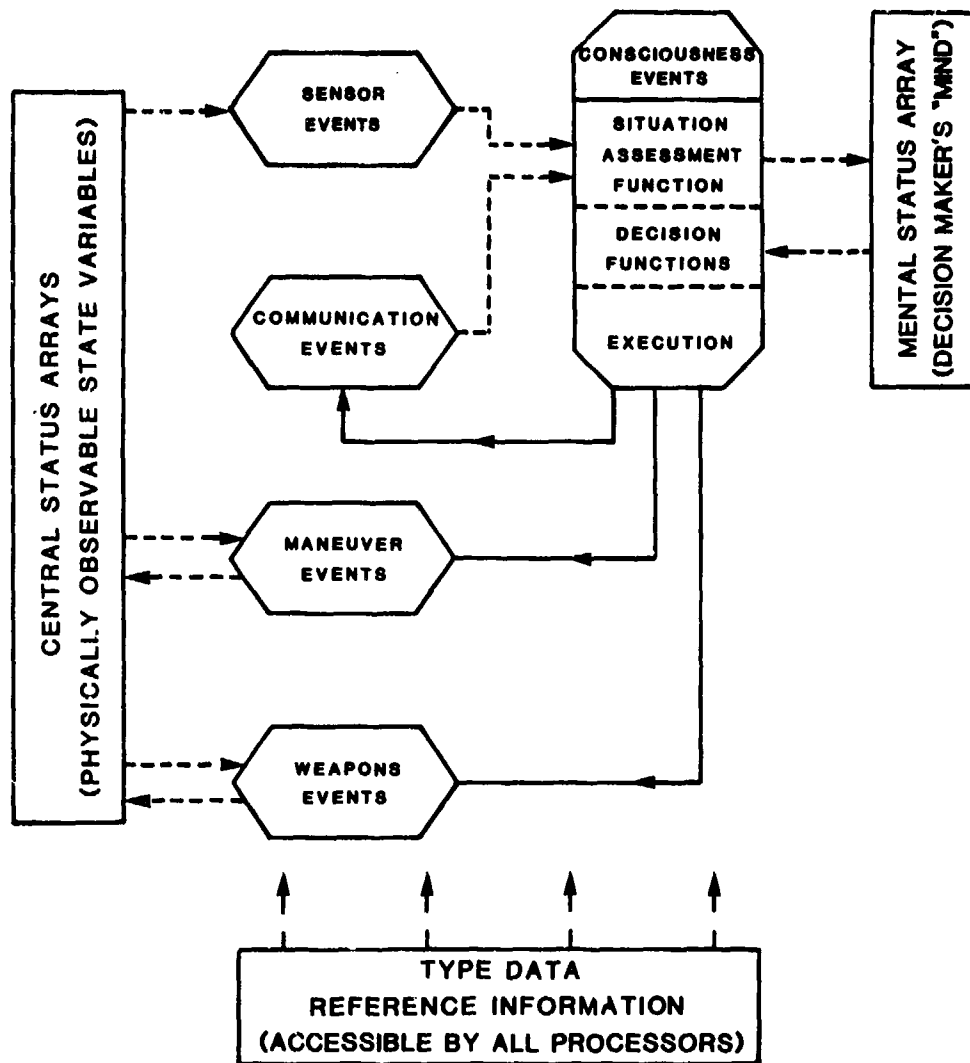 CENTRAL STATUS ARRAYS
(PHYSICALLY OBSERVABLE STATE VARIABLES)
SENSOR
EVENTS
COMMUNICATION
EVENTS
MANEUVER
EVENTS
WEAPONS
EVENTS
CONSCIOUSNESS
EVENTS
SITUATION
ASSESSMENT
FUNCTION
DECISION
FUNCTIONS
EXECUTION
MENTAL STATUS ARRAY
(DECISION MAKER'S "MIND")
TYPE DATA
REFERENCE INFORMATION
(ACCESSIBLE BY ALL PROCESSORS)